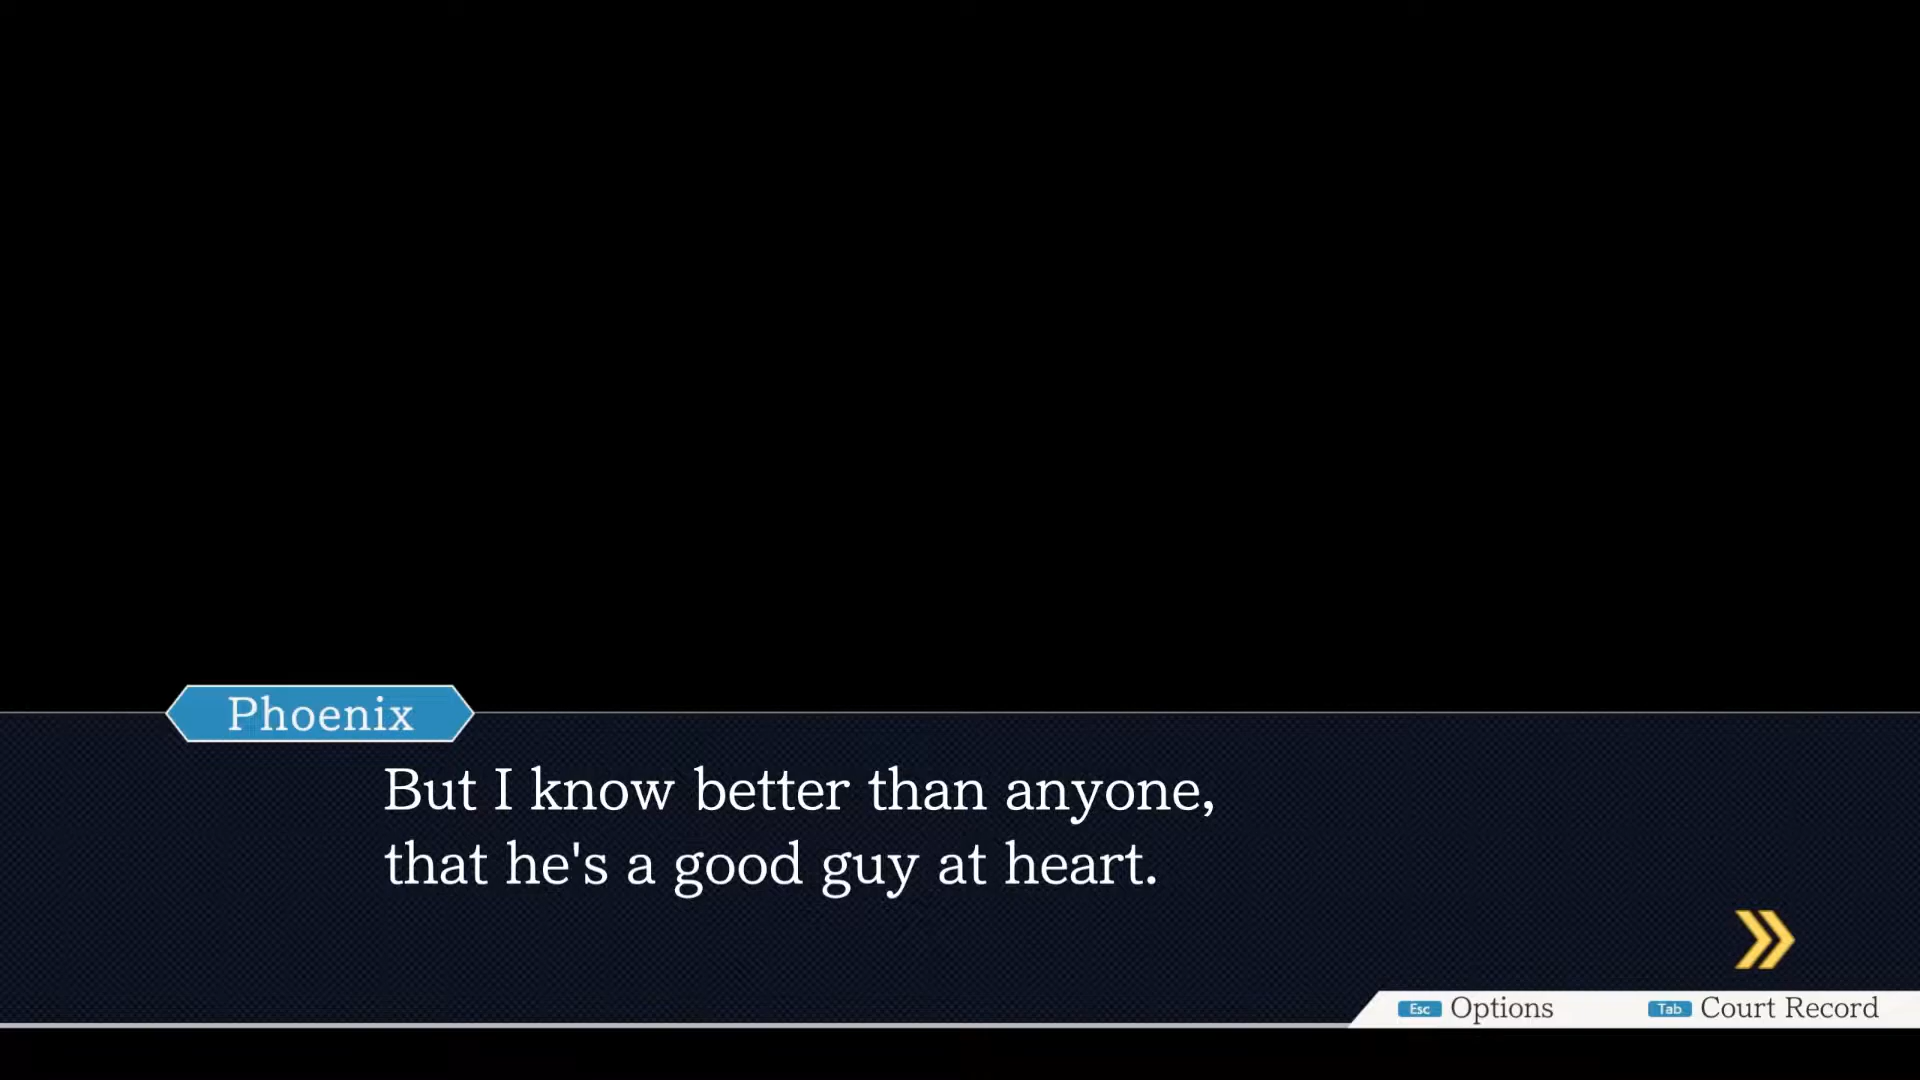 Phoenix
But I know better than anyone,
that he's a good guy at heart.
Esc Options
Tab Court Record